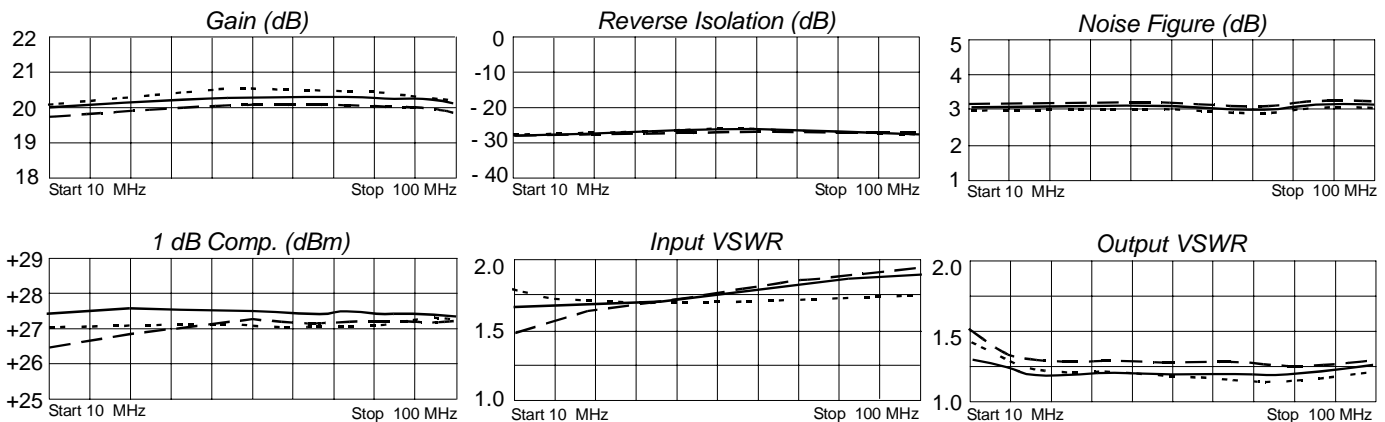 Gain (dB)
22
21
20
19
18
Start 10 MHz
Stop 100 MHz
Reverse Isolation (dB)
0
-10
- 20
- 30
- 40
Start 10 MHz
Stop 100 MHz
Noise Figure (dB)
5
4
3
2
1
Start 10 MHz
Stop 100 MHz
1 dB Comp. (dBm)
+29
+28
+27
+26
+25
Start 10 MHz
Stop 100 MHz
Input VSWR
2.0
1.5
1.0
Start 10 MHz
Stop 100 MHz
Output VSWR
2.0
1.5
1.0
Start 10 MHz
Stop 100 MHz